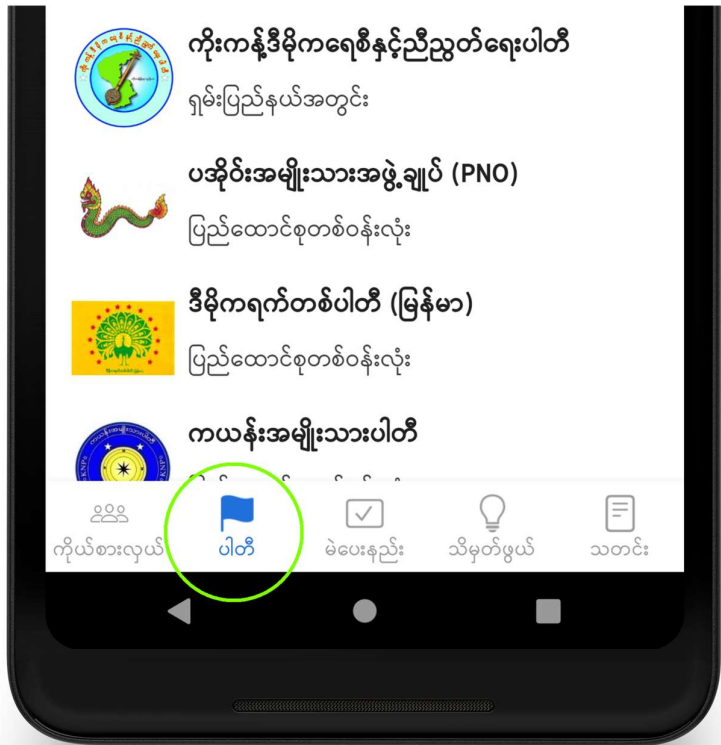 ကိုးကန့်ဒီမိုကရေစီနှင့်ညီညွတ်ရေးပါတီ
ရှမ်းပြည်နယ်အတွင်း
ပအိုဝ်းအမျိုးသားအဖွဲ့ချုပ် (PNO)
ပြည်ထောင်စုတစ်ဝန်းလုံး
ဒီမိုကရက်တစ်ပါတီ (မြန်မာ)
ပြည်ထောင်စုတစ်ဝန်းလုံး
ကယန်းအမျိုးသားပါတီ
ကိုယ်စားလှယ်
ပါတီ
မဲပေးနည်း
သိမှတ်ဖွယ်
သတင်း